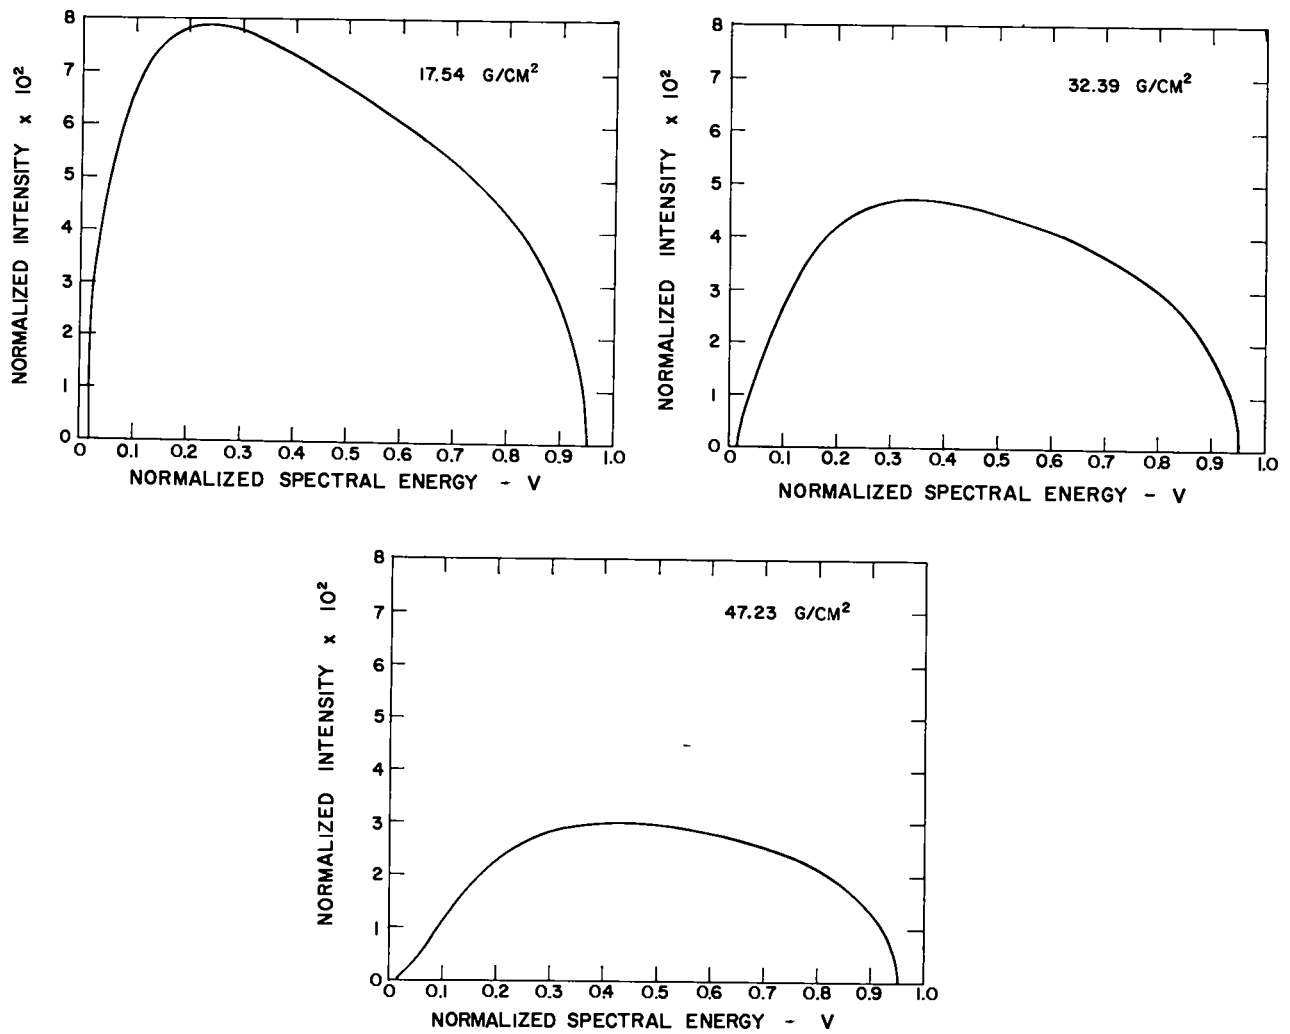 NORMALIZED INTENSITY x 10²
8
7
6
5
4
3
2
1
0
17.54 G/CM²
0 0.1 0.2 0.3 0.4 0.5 0.6 0.7 0.8 0.9 1.0
NORMALIZED SPECTRAL ENERGY - V
NORMALIZED INTENSITY x 10²
8
7
6
5
4
3
2
1
0
32.39 G/CM²
0 0.1 0.2 0.3 0.4 0.5 0.6 0.7 0.8 0.9 1.0
NORMALIZED SPECTRAL ENERGY - V
NORMALIZED INTENSITY x 10²
8
7
6
5
4
3
2
1
0
47.23 G/CM²
0 0.1 0.2 0.3 0.4 0.5 0.6 0.7 0.8 0.9 1.0
NORMALIZED SPECTRAL ENERGY - V